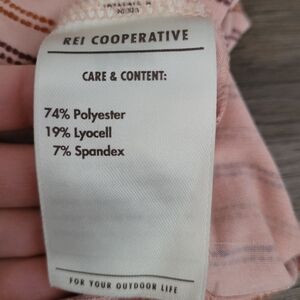 REI COOPERATIVE
CARE & CONTENT:
74% Polyester
19% Lyocell
7% Spandex
FOR YOUR OUTDOOR LIFE